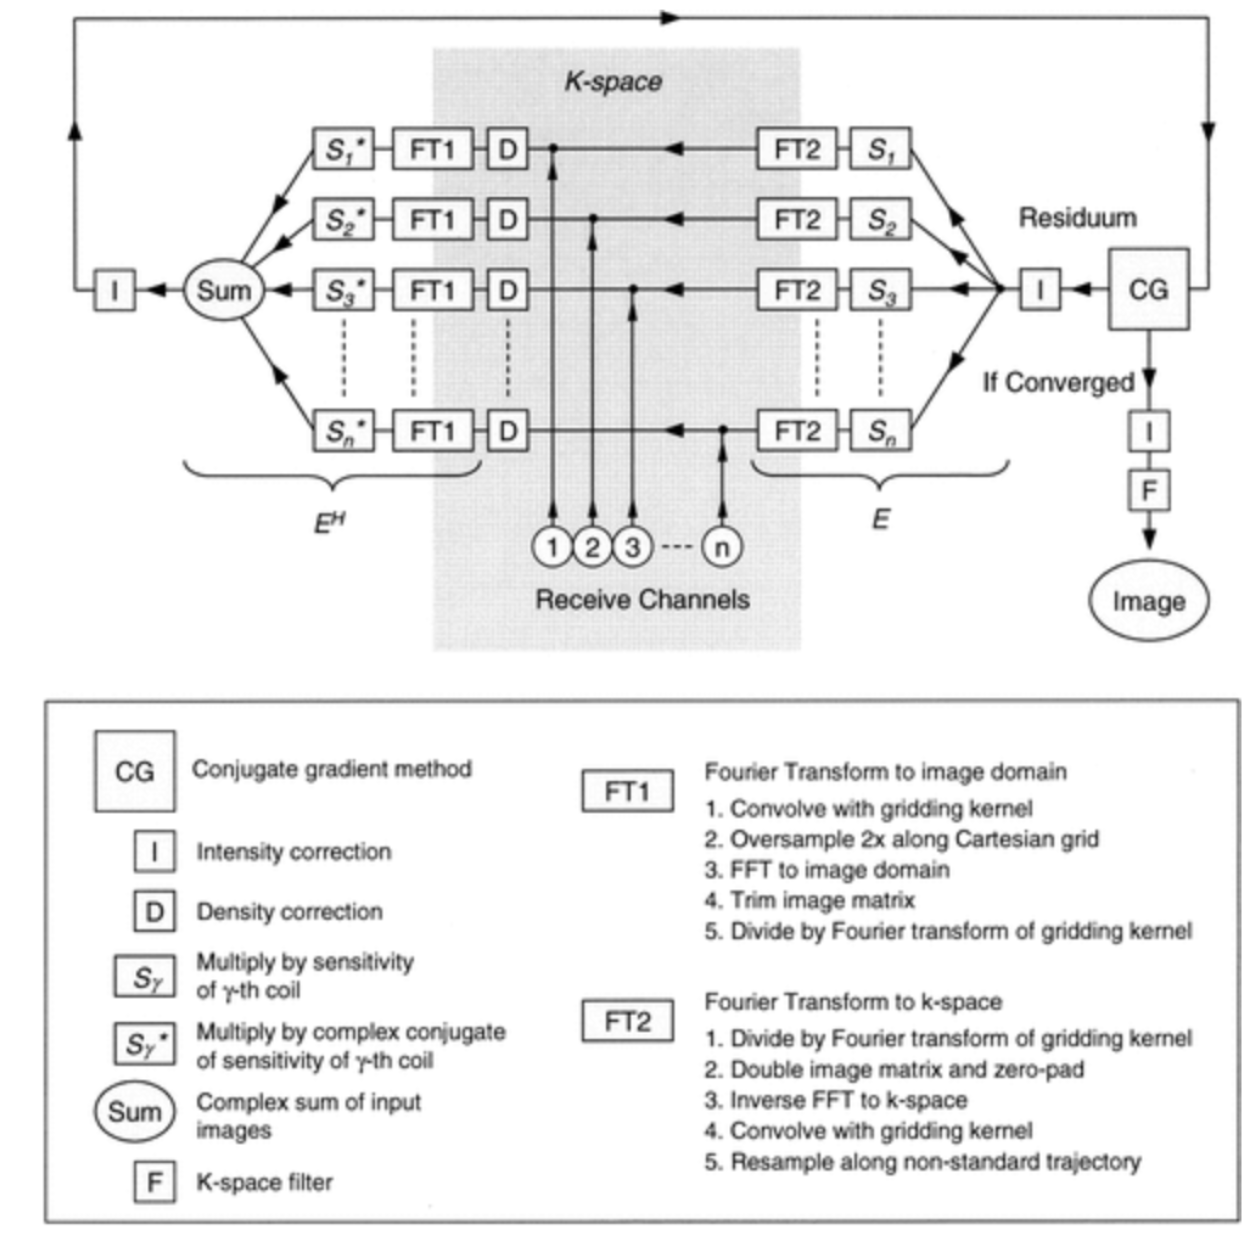 K-space
S₁* FT1 D FT2 S₁
S₂* FT1 D FT2 S₂
Residuum
I Sum S₃* FT1 D FT2 S₃ I CG
If Converged
Sₙ* FT1 D FT2 Sₙ I
F
Eᴴ E
1 2 3 ---- n
Receive Channels
Image
CG Conjugate gradient method
I Intensity correction
D Density correction
Sᵧ Multiply by sensitivity
of γ-th coil
Sᵧ* Multiply by complex conjugate
of sensitivity of γ-th coil
Sum Complex sum of input
images
F K-space filter
FT1 Fourier Transform to image domain
1. Convolve with gridding kernel
2. Oversample 2x along Cartesian grid
3. FFT to image domain
4. Trim image matrix
5. Divide by Fourier transform of gridding kernel
FT2 Fourier Transform to k-space
1. Divide by Fourier transform of gridding kernel
2. Double image matrix and zero-pad
3. Inverse FFT to k-space
4. Convolve with gridding kernel
5. Resample along non-standard trajectory